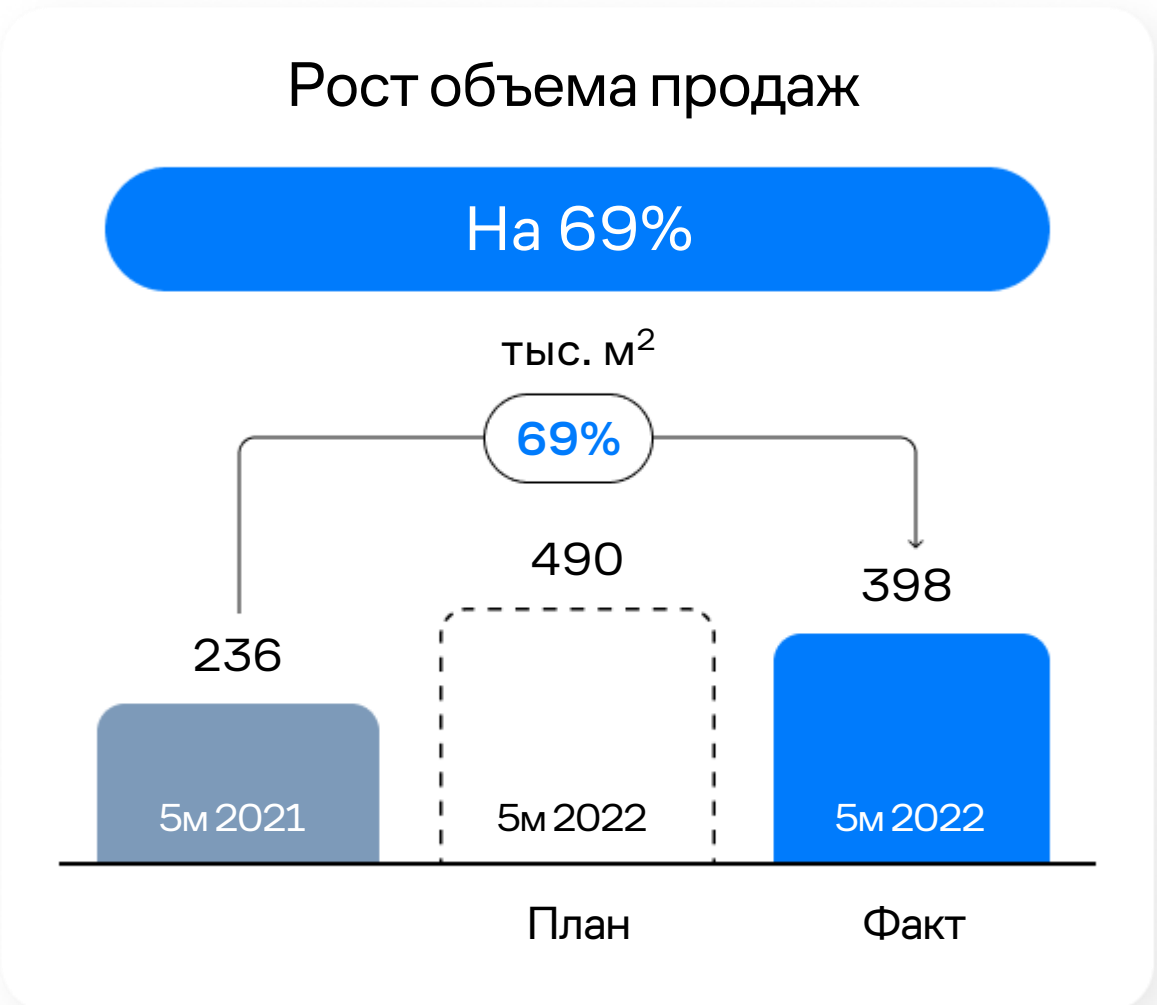 Рост объема продаж
На 69%
тыс. м²
69%
490
398
236
5м 2021
5м 2022
5м 2022
План
Факт